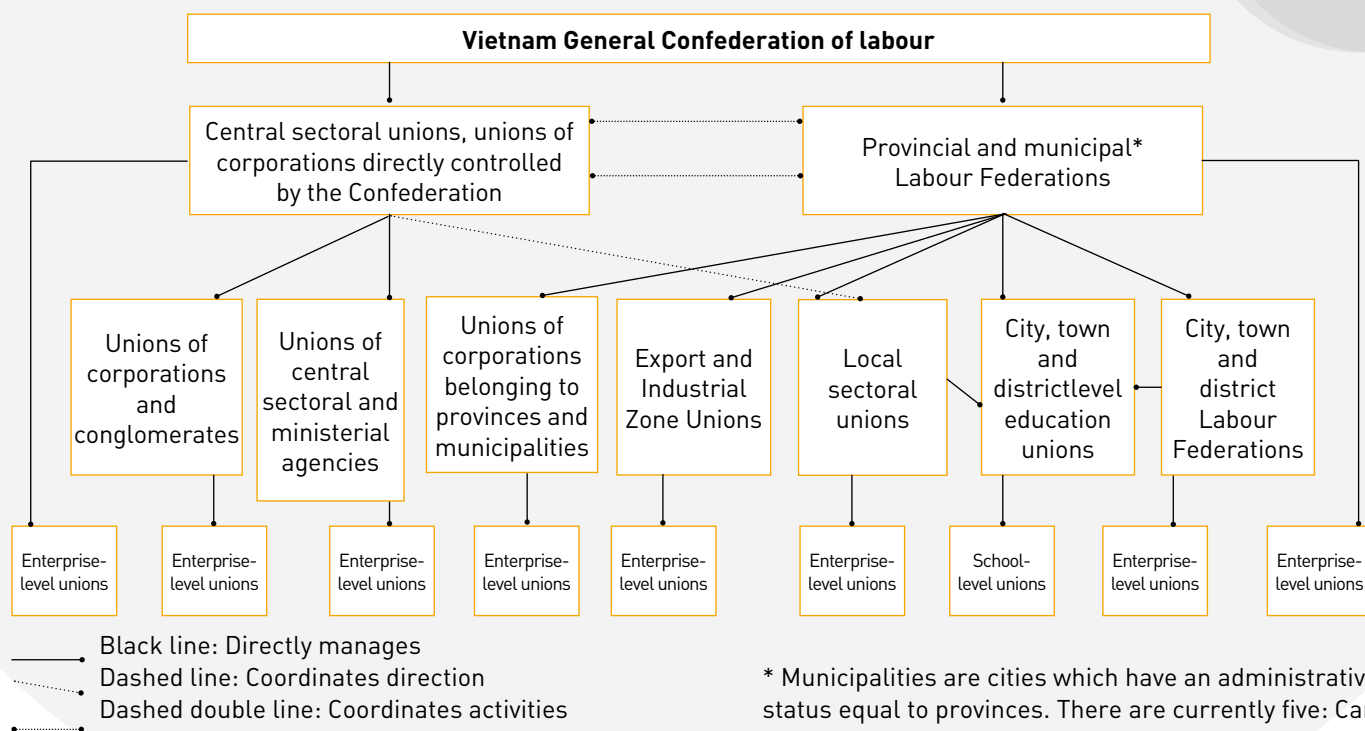 Vietnam General Confederation of labour
Central sectoral unions, unions of
corporations directly controlled
by the Confederation
Provincial and municipal*
Labour Federations
Unions of
corporations
and
conglomerates
Unions of
central
sectoral and
ministerial
agencies
Unions of
corporations
belonging to
provinces and
municipalities
Export and
Industrial
Zone Unions
Local
sectoral
unions
City, town
and
districtlevel
education
unions
City, town
and
district
Labour
Federations
Enterprise-
level unions
Enterprise-
level unions
Enterprise-
level unions
Enterprise-
level unions
Enterprise-
level unions
Enterprise-
level unions
School-
level unions
Enterprise-
level unions
Enterprise-
level unions
Black line: Directly manages
Dashed line: Coordinates direction
Dashed double line: Coordinates activities
* Municipalities are cities which have an administrativ
status equal to provinces. There are currently five: Ca